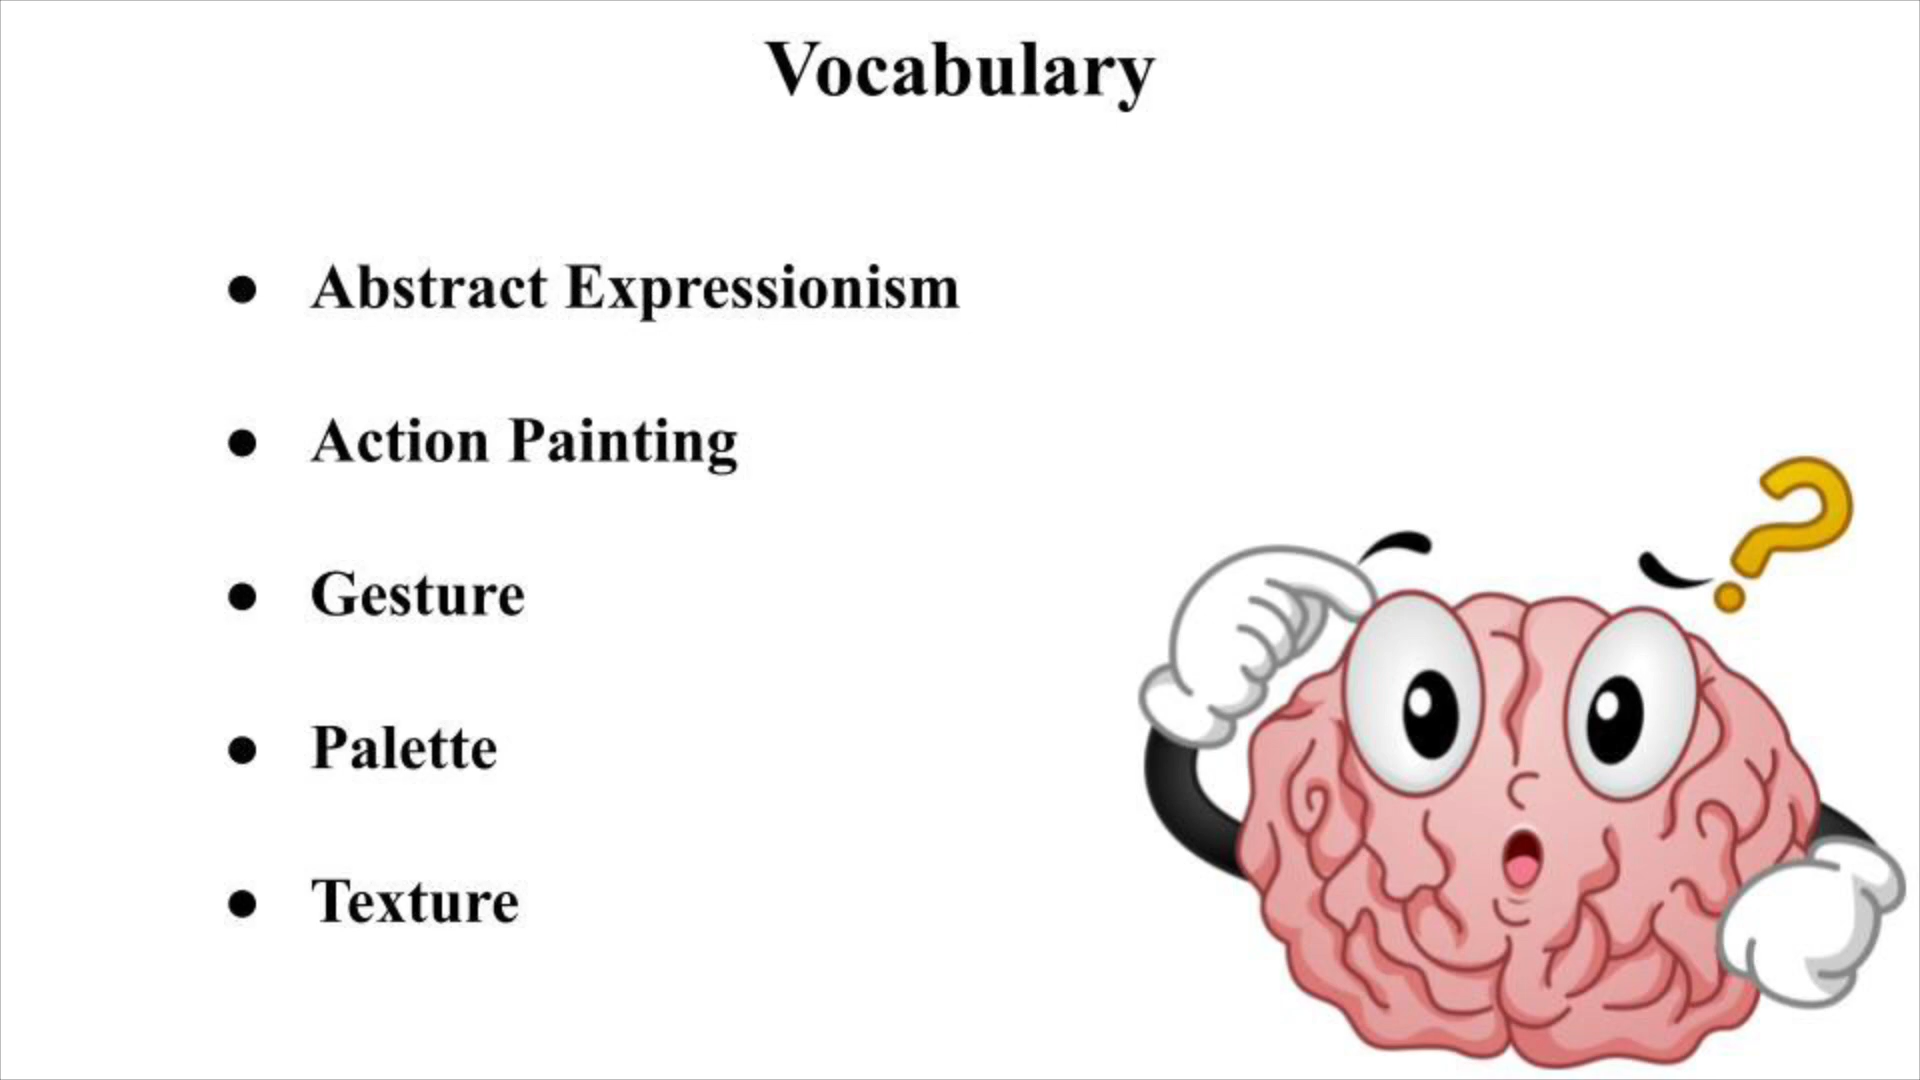 Vocabulary
● Abstract Expressionism
● Action Painting
● Gesture
● Palette
● Texture
?